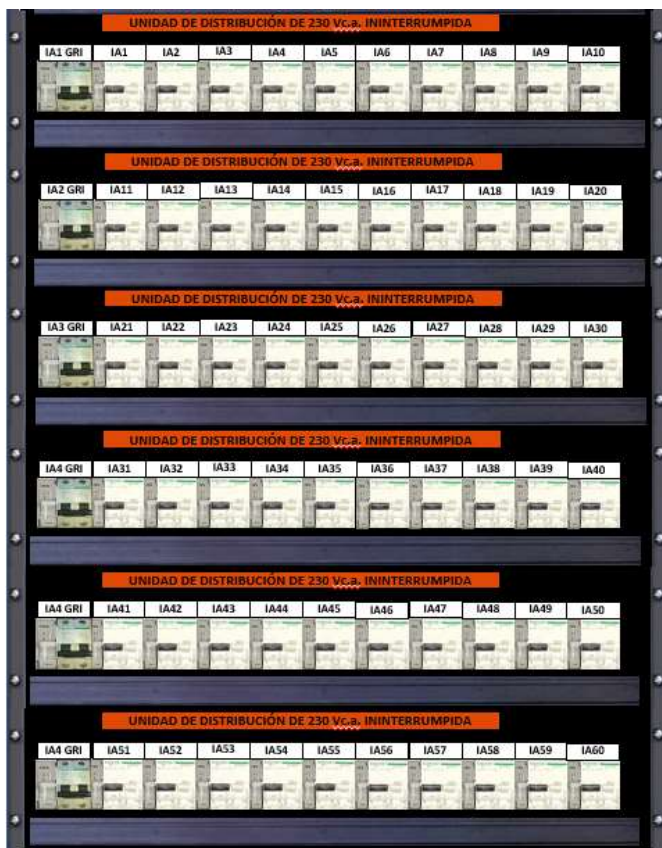 UNIDAD DE DISTRIBUCIÓN DE 230 Vc.a. ININTERRUMPIDA
IA1 GRI IA1 IA2 IA3 IA4 IA5 IA6 IA7 IA8 IA9 IA10
UNIDAD DE DISTRIBUCIÓN DE 230 Vc.a. ININTERRUMPIDA
IA2 GRI IA11 IA12 IA13 IA14 IA15 IA16 IA17 IA18 IA19 IA20
UNIDAD DE DISTRIBUCIÓN DE 230 Vc.a. ININTERRUMPIDA
IA3 GRI IA21 IA22 IA23 IA24 IA25 IA26 IA27 IA28 IA29 IA30
UNIDAD DE DISTRIBUCIÓN DE 230 Vc.a. ININTERRUMPIDA
IA4 GRI IA31 IA32 IA33 IA34 IA35 IA36 IA37 IA38 IA39 IA40
UNIDAD DE DISTRIBUCIÓN DE 230 Vc.a. ININTERRUMPIDA
IA4 GRI IA41 IA42 IA43 IA44 IA45 IA46 IA47 IA48 IA49 IA50
UNIDAD DE DISTRIBUCIÓN DE 230 Vc.a. ININTERRUMPIDA
IA4 GRI IA51 IA52 IA53 IA54 IA55 IA56 IA57 IA58 IA59 IA60